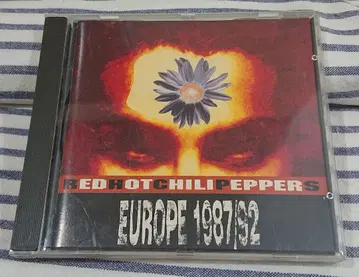 RED HOT CHILI PEPPERS
EUROPE 1987/92